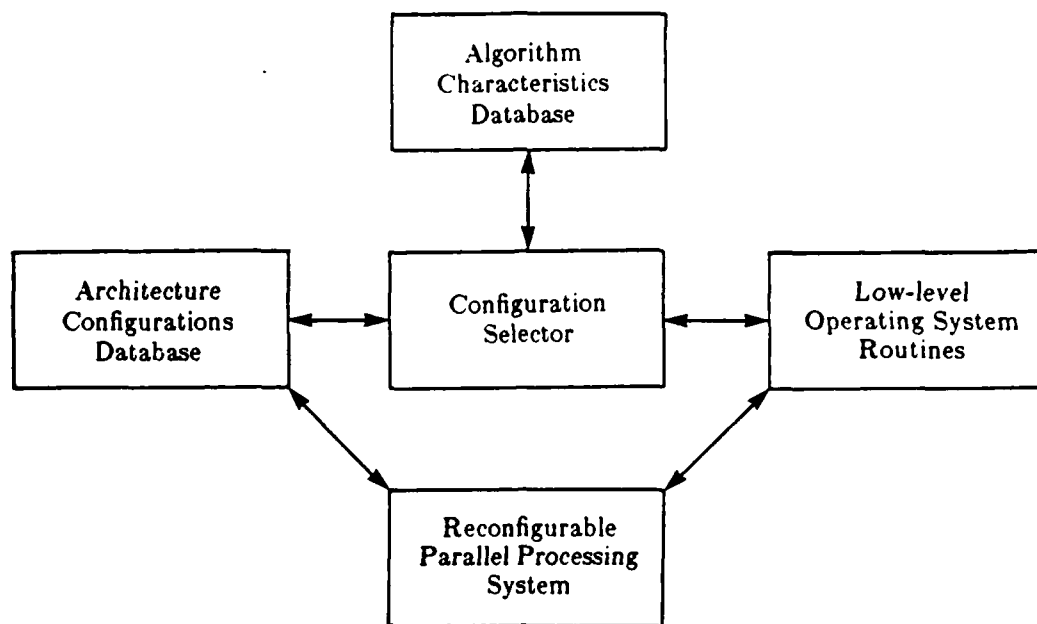 Algorithm
Characteristics
Database
Architecture
Configurations
Database
Configuration
Selector
Low-level
Operating System
Routines
Reconfigurable
Parallel Processing
System